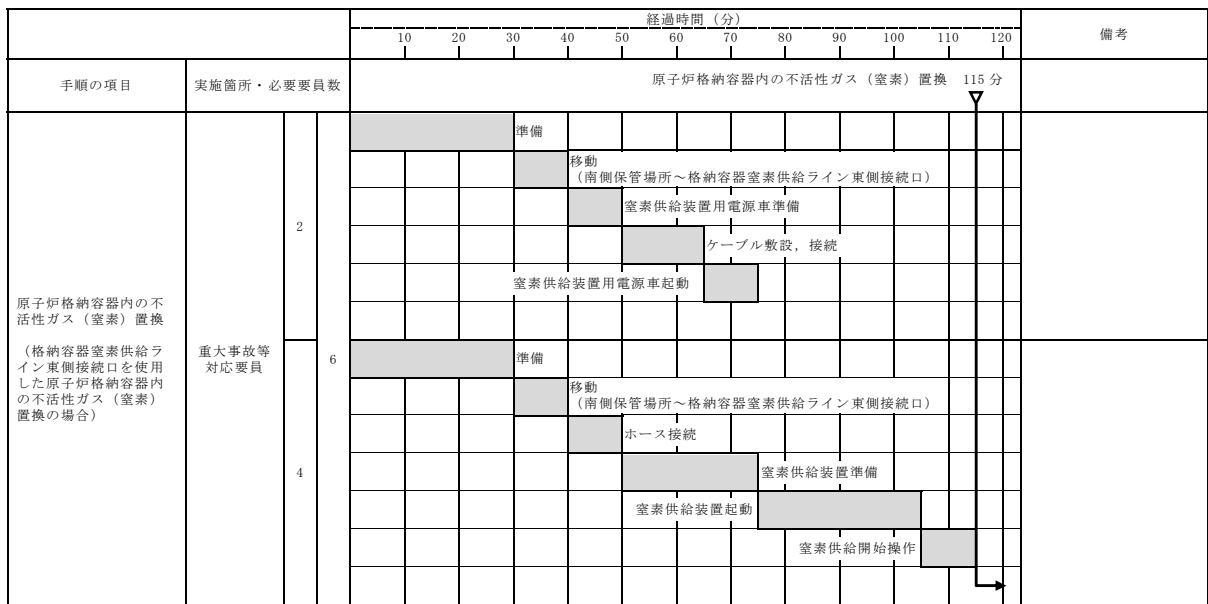 経過時間（分）
10 20 30 40 50 60 70 80 90 100 110 120
備考
手順の項目
実施箇所・必要要員数
原子炉格納容器内の不活性ガス（窒素）置換 115分
準備
移動
（南側保管場所～格納容器窒素供給ライン東側接続口）
窒素供給装置用電源車準備
2
ケーブル敷設，接続
窒素供給装置用電源車起動
原子炉格納容器内の不
活性ガス（窒素）置換
（格納容器窒素供給ラ
イン東側接続口を使用
した原子炉格納容器内
の不活性ガス（窒素）
置換の場合）
重大事故等
対応要員
6
準備
移動
（南側保管場所～格納容器窒素供給ライン東側接続口）
ホース接続
4
窒素供給装置準備
窒素供給装置起動
窒素供給開始操作